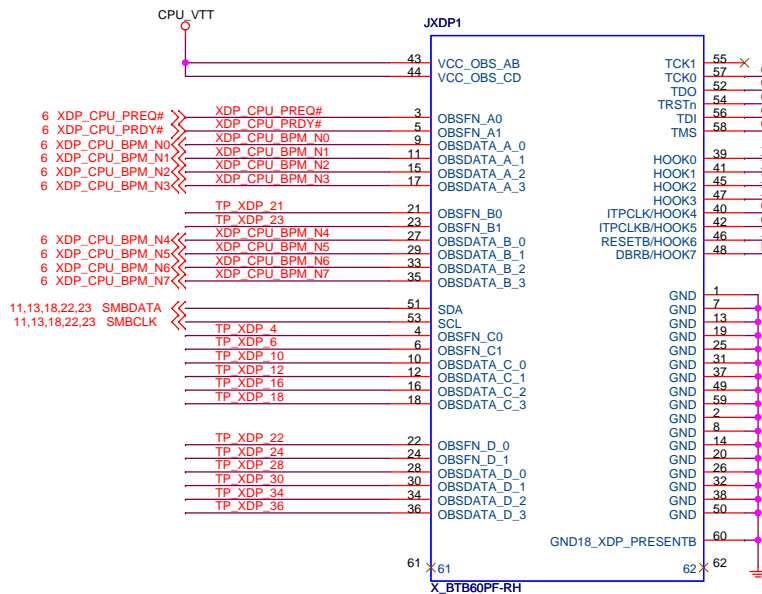 CPU_VTT
JXDP1
43 VCC_OBS_AB TCK1 55
44 VCC_OBS_CD TCK0 57
TDO 52
TRSTn 54
6 XDP_CPU_PREQ# XDP_CPU_PREQ# 3 OBSFN_A0 TDI 56
6 XDP_CPU_PRDY# XDP_CPU_PRDY# 5 OBSFN_A1 TMS 58
6 XDP_CPU_BPM_N0 XDP_CPU_BPM_N0 9 OBSDATA_A_0
6 XDP_CPU_BPM_N1 XDP_CPU_BPM_N1 11 OBSDATA_A_1 HOOK0 39
6 XDP_CPU_BPM_N2 XDP_CPU_BPM_N2 15 OBSDATA_A_2 HOOK1 41
6 XDP_CPU_BPM_N3 XDP_CPU_BPM_N3 17 OBSDATA_A_3 HOOK2 45
HOOK3 47
TP_XDP_21 21 OBSFN_B0 ITPCLK/HOOK4 40
TP_XDP_23 23 OBSFN_B1 ITPCLKB/HOOK5 42
6 XDP_CPU_BPM_N4 XDP_CPU_BPM_N4 27 OBSDATA_B_0 RESETB/HOOK6 46
6 XDP_CPU_BPM_N5 XDP_CPU_BPM_N5 29 OBSDATA_B_1 DBRB/HOOK7 48
6 XDP_CPU_BPM_N6 XDP_CPU_BPM_N6 33 OBSDATA_B_2
6 XDP_CPU_BPM_N7 XDP_CPU_BPM_N7 35 OBSDATA_B_3
GND 1
11,13,18,22,23 SMBDATA 51 SDA GND 7
11,13,18,22,23 SMBCLK 53 SCL GND 13
TP_XDP_4 4 OBSFN_C0 GND 19
TP_XDP_6 6 OBSFN_C1 GND 25
TP_XDP_10 10 OBSDATA_C_0 GND 31
TP_XDP_12 12 OBSDATA_C_1 GND 37
TP_XDP_16 16 OBSDATA_C_2 GND 49
TP_XDP_18 18 OBSDATA_C_3 GND 59
GND 2
GND 8
TP_XDP_22 22 OBSFN_D_0 GND 14
TP_XDP_24 24 OBSFN_D_1 GND 20
TP_XDP_28 28 OBSDATA_D_0 GND 26
TP_XDP_30 30 OBSDATA_D_1 GND 32
TP_XDP_34 34 OBSDATA_D_2 GND 38
TP_XDP_36 36 OBSDATA_D_3 GND 50
GND18_XDP_PRESENTB 60
61 61 62 62
X_BTB60PF-RH